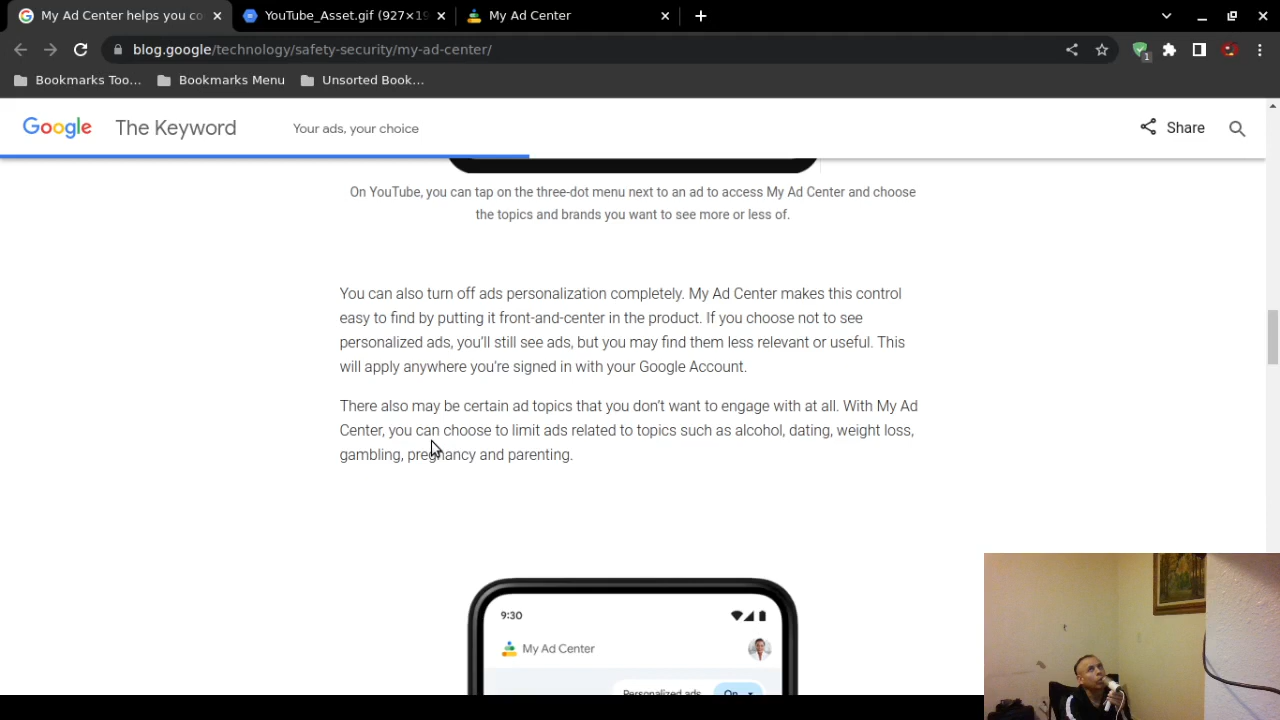 My Ad Center helps you co
YouTube_Asset.gif (927×19
My Ad Center
blog.google/technology/safety-security/my-ad-center/
1
Bookmarks Too...
Bookmarks Menu
Unsorted Book...
Google The Keyword
Your ads, your choice
Share
On YouTube, you can tap on the three-dot menu next to an ad to access My Ad Center and choose
the topics and brands you want to see more or less of.
You can also turn off ads personalization completely. My Ad Center makes this control
easy to find by putting it front-and-center in the product. If you choose not to see
personalized ads, you’ll still see ads, but you may find them less relevant or useful. This
will apply anywhere you’re signed in with your Google Account.
There also may be certain ad topics that you don’t want to engage with at all. With My Ad
Center, you can choose to limit ads related to topics such as alcohol, dating, weight loss,
gambling, pregnancy and parenting.
9:30
My Ad Center
Personalized ads On